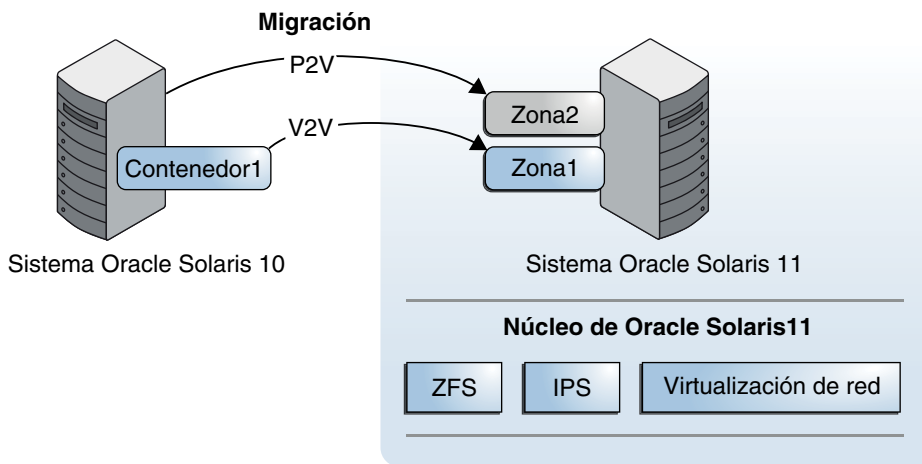 Migración
P2V
V2V
Contenedor1
Zona2
Zona1
Sistema Oracle Solaris 10
Sistema Oracle Solaris 11
Núcleo de Oracle Solaris11
ZFS
IPS
Virtualización de red